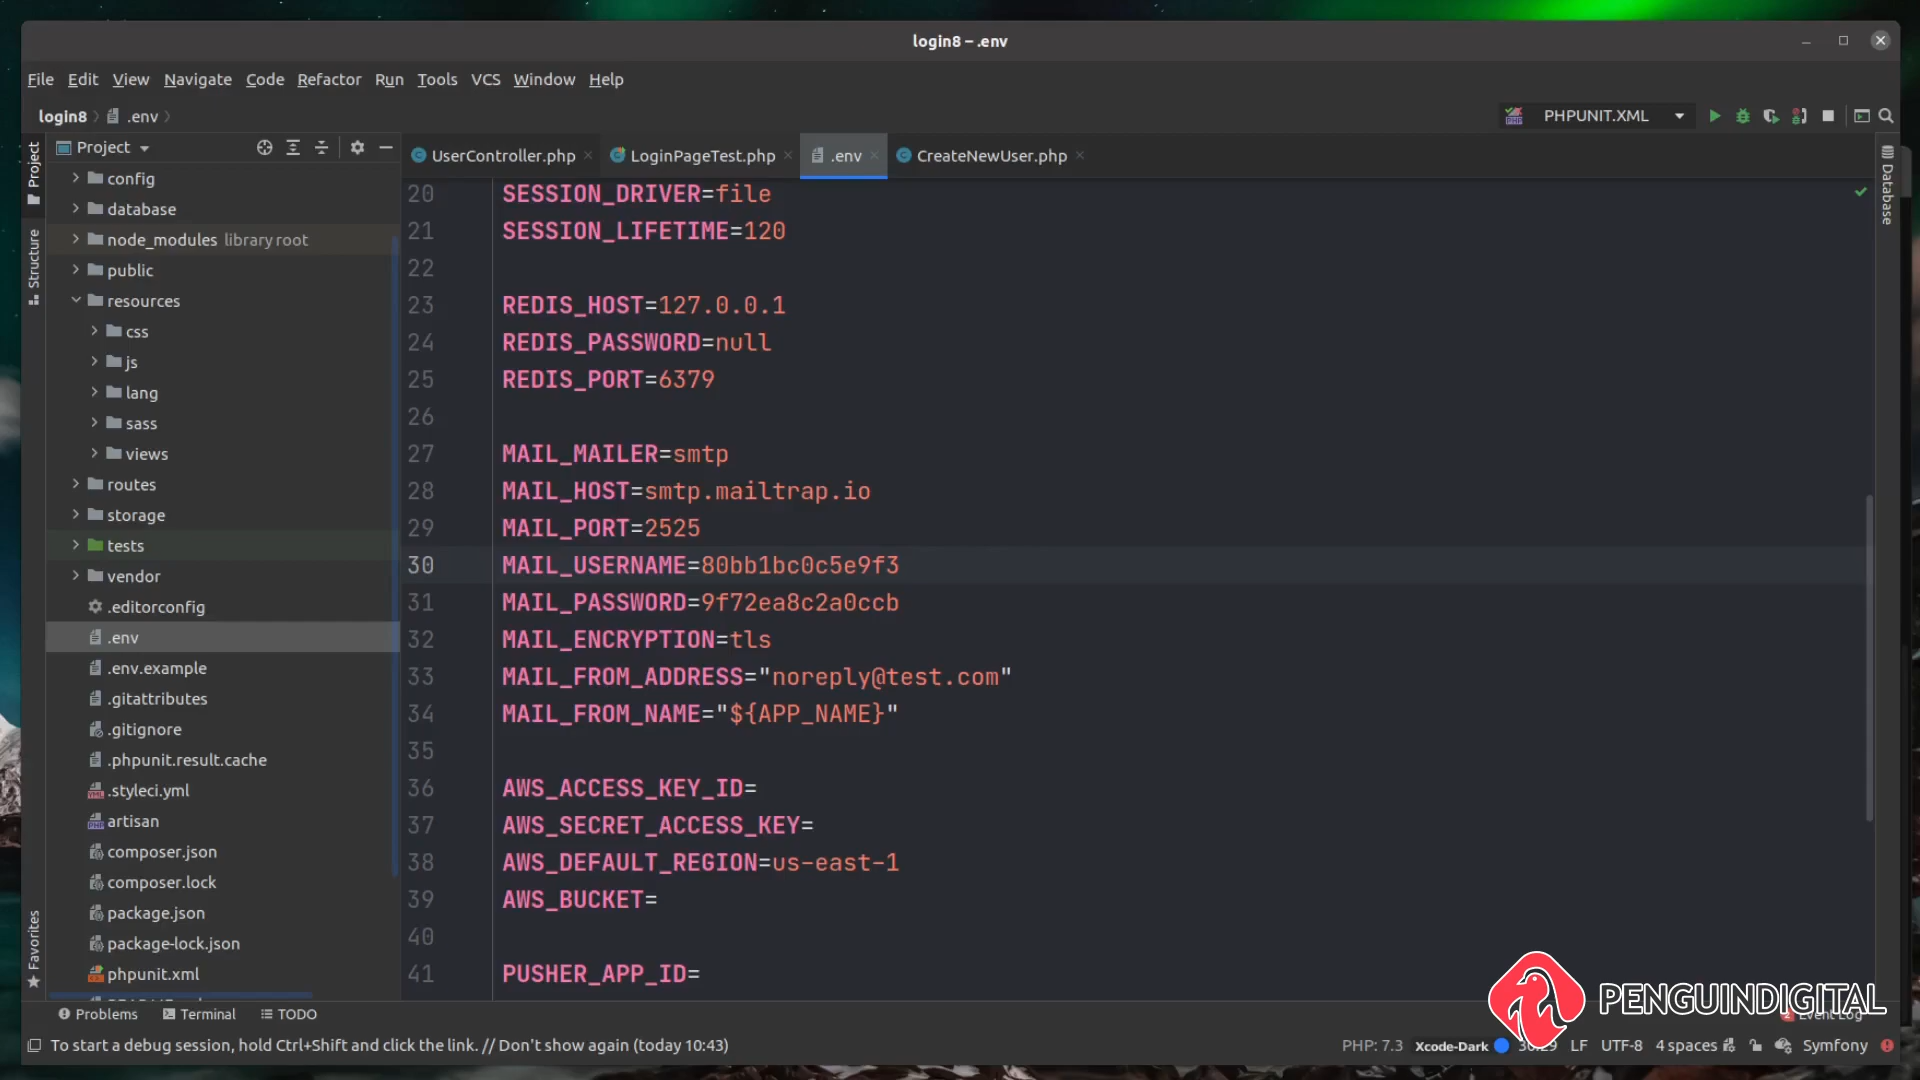 login8 – .env
File Edit View Navigate Code Refactor Run Tools VCS Window Help
login8 .env
PHPUNIT.XML
Project
UserController.php
LoginPageTest.php
.env
CreateNewUser.php
Project
Structure
Favorites
Database
config
database
node_modules library root
public
resources
css
js
lang
sass
views
routes
storage
tests
vendor
.editorconfig
.env
.env.example
.gitattributes
.gitignore
.phpunit.result.cache
.styleci.yml
artisan
composer.json
composer.lock
package.json
package-lock.json
phpunit.xml
20 SESSION_DRIVER=file
21 SESSION_LIFETIME=120
22
23 REDIS_HOST=127.0.0.1
24 REDIS_PASSWORD=null
25 REDIS_PORT=6379
26
27 MAIL_MAILER=smtp
28 MAIL_HOST=smtp.mailtrap.io
29 MAIL_PORT=2525
30 MAIL_USERNAME=80bb1bc0c5e9f3
31 MAIL_PASSWORD=9f72ea8c2a0ccb
32 MAIL_ENCRYPTION=tls
33 MAIL_FROM_ADDRESS="noreply@test.com"
34 MAIL_FROM_NAME="${APP_NAME}"
35
36 AWS_ACCESS_KEY_ID=
37 AWS_SECRET_ACCESS_KEY=
38 AWS_DEFAULT_REGION=us-east-1
39 AWS_BUCKET=
40
41 PUSHER_APP_ID=
PENGUINDIGITAL
Problems Terminal TODO
Event Log
To start a debug session, hold Ctrl+Shift and click the link. // Don't show again (today 10:43)
PHP: 7.3 Xcode-Dark LF UTF-8 4 spaces Symfony